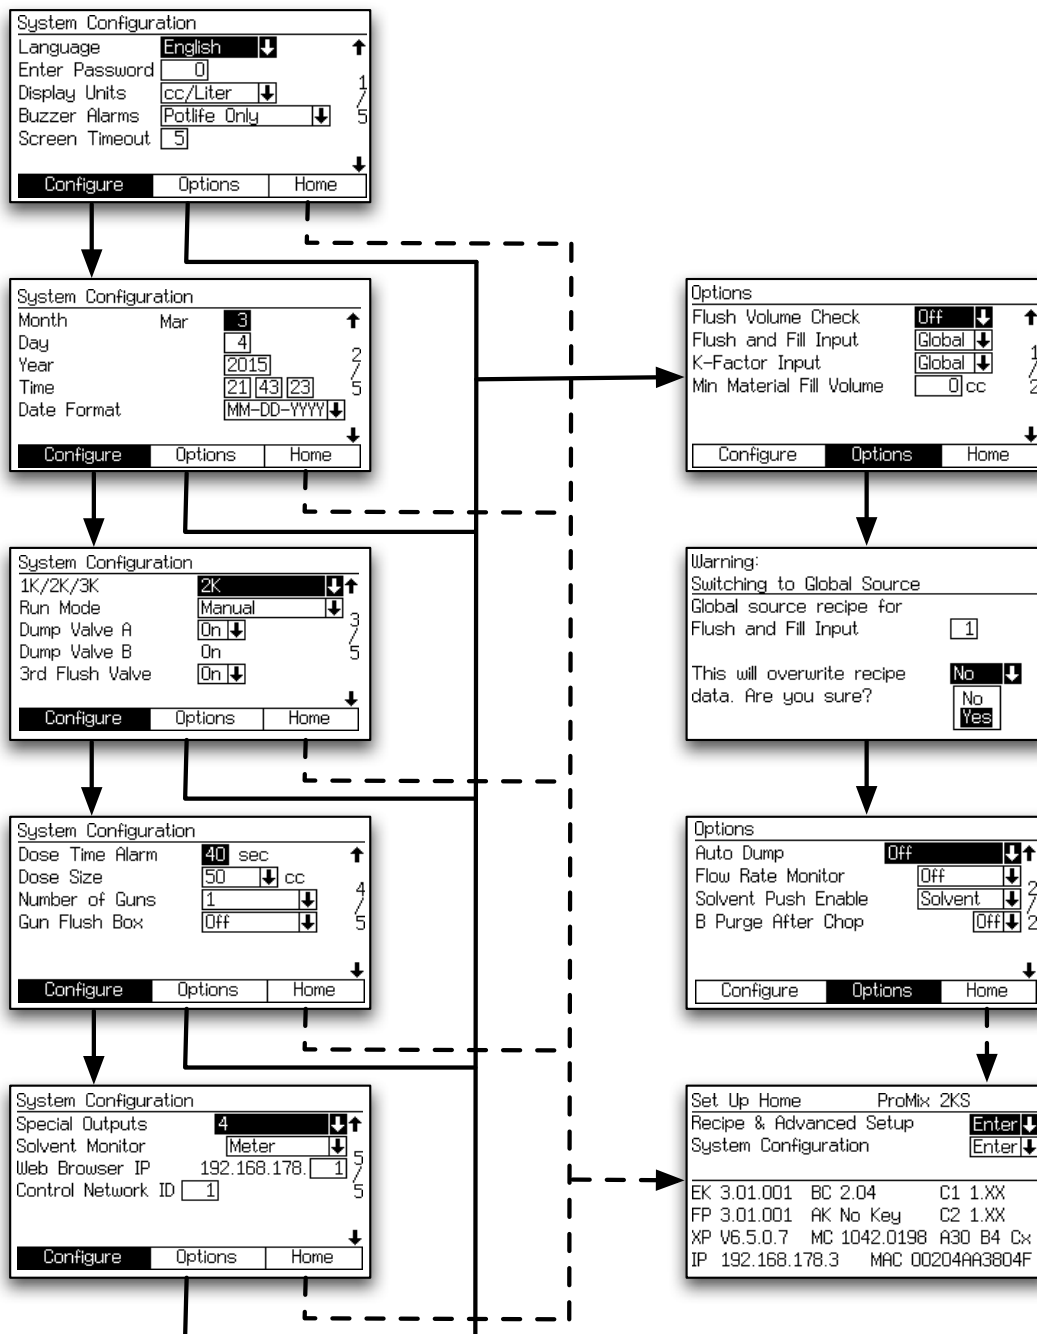 System Configuration
Language English
Enter Password 0
Display Units cc/Liter
Buzzer Alarms Potlife Only
Screen Timeout 5
1/5
Configure Options Home
System Configuration
Month Mar 3
Day 4
Year 2015
Time 21 43 23
Date Format MM-DD-YYYY
2/5
Configure Options Home
System Configuration
1K/2K/3K 2K
Run Mode Manual
Dump Valve A On
Dump Valve B On
3rd Flush Valve On
3/5
Configure Options Home
System Configuration
Dose Time Alarm 40 sec
Dose Size 50 cc
Number of Guns 1
Gun Flush Box Off
4/5
Configure Options Home
System Configuration
Special Outputs 4
Solvent Monitor Meter
Web Browser IP 192.168.178. 1
Control Network ID 1
5/5
Configure Options Home
Options
Flush Volume Check Off
Flush and Fill Input Global
K-Factor Input Global
Min Material Fill Volume 0 cc
1/2
Configure Options Home
Warning:
Switching to Global Source
Global source recipe for
Flush and Fill Input 1
This will overwrite recipe No
data. Are you sure? No
Yes
Options
Auto Dump Off
Flow Rate Monitor Off
Solvent Push Enable Solvent
B Purge After Chop Off
2/2
Configure Options Home
Set Up Home ProMix 2KS
Recipe & Advanced Setup Enter
System Configuration Enter
EK 3.01.001 BC 2.04 C1 1.XX
FP 3.01.001 AK No Key C2 1.XX
XP V6.5.0.7 MC 1042.0198 A30 B4 Cx
IP 192.168.178.3 MAC 00204AA3804F